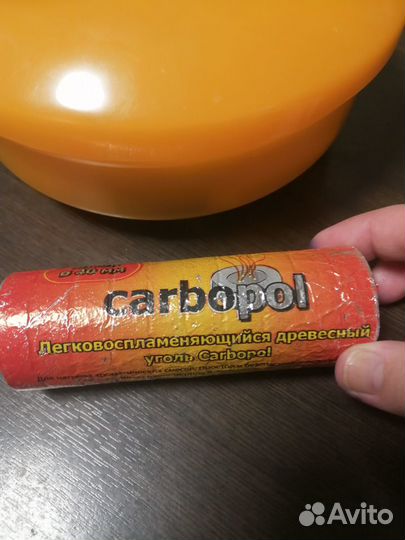 ø 40 мм
carbopol
Легковоспламеняющийся древесный
уголь Carbopol
Avito